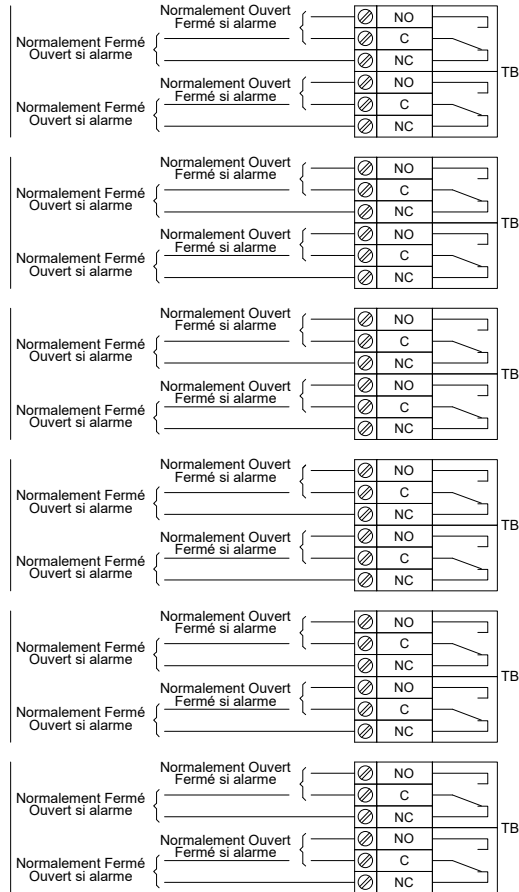 Normalement Ouvert
Fermé si alarme
NO
Normalement Fermé
Ouvert si alarme
C
NC
TB
Normalement Ouvert
Fermé si alarme
NO
Normalement Fermé
Ouvert si alarme
C
NC
Normalement Ouvert
Fermé si alarme
NO
Normalement Fermé
Ouvert si alarme
C
NC
TB
Normalement Ouvert
Fermé si alarme
NO
Normalement Fermé
Ouvert si alarme
C
NC
Normalement Ouvert
Fermé si alarme
NO
Normalement Fermé
Ouvert si alarme
C
NC
TB
Normalement Ouvert
Fermé si alarme
NO
Normalement Fermé
Ouvert si alarme
C
NC
Normalement Ouvert
Fermé si alarme
NO
Normalement Fermé
Ouvert si alarme
C
NC
TB
Normalement Ouvert
Fermé si alarme
NO
Normalement Fermé
Ouvert si alarme
C
NC
Normalement Ouvert
Fermé si alarme
NO
Normalement Fermé
Ouvert si alarme
C
NC
TB
Normalement Ouvert
Fermé si alarme
NO
Normalement Fermé
Ouvert si alarme
C
NC
Normalement Ouvert
Fermé si alarme
NO
Normalement Fermé
Ouvert si alarme
C
NC
TB
Normalement Ouvert
Fermé si alarme
NO
Normalement Fermé
Ouvert si alarme
C
NC